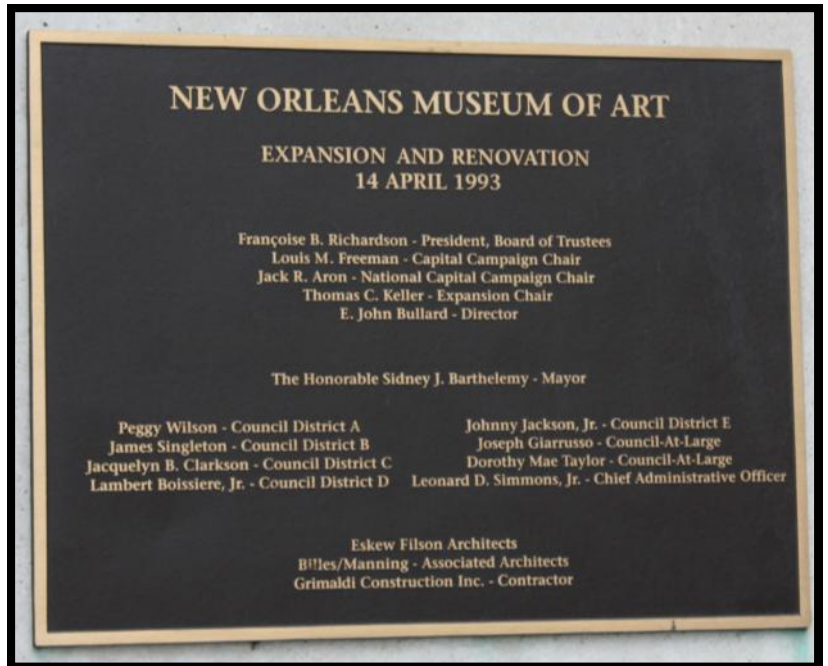 NEW ORLEANS MUSEUM OF ART
EXPANSION AND RENOVATION
14 APRIL 1993
Françoise B. Richardson - President, Board of Trustees
Louis M. Freeman - Capital Campaign Chair
Jack R. Aron - National Capital Campaign Chair
Thomas C. Keller - Expansion Chair
E. John Bullard - Director
The Honorable Sidney J. Barthelemy - Mayor
Peggy Wilson - Council District A
James Singleton - Council District B
Jacquelyn B. Clarkson - Council District C
Lambert Boissiere, Jr. - Council District D
Johnny Jackson, Jr. - Council District E
Joseph Giarrusso - Council-At-Large
Dorothy Mae Taylor - Council-At-Large
Leonard D. Simmons, Jr. - Chief Administrative Officer
Eskew Filson Architects
Billes/Manning - Associated Architects
Grimaldi Construction Inc. - Contractor